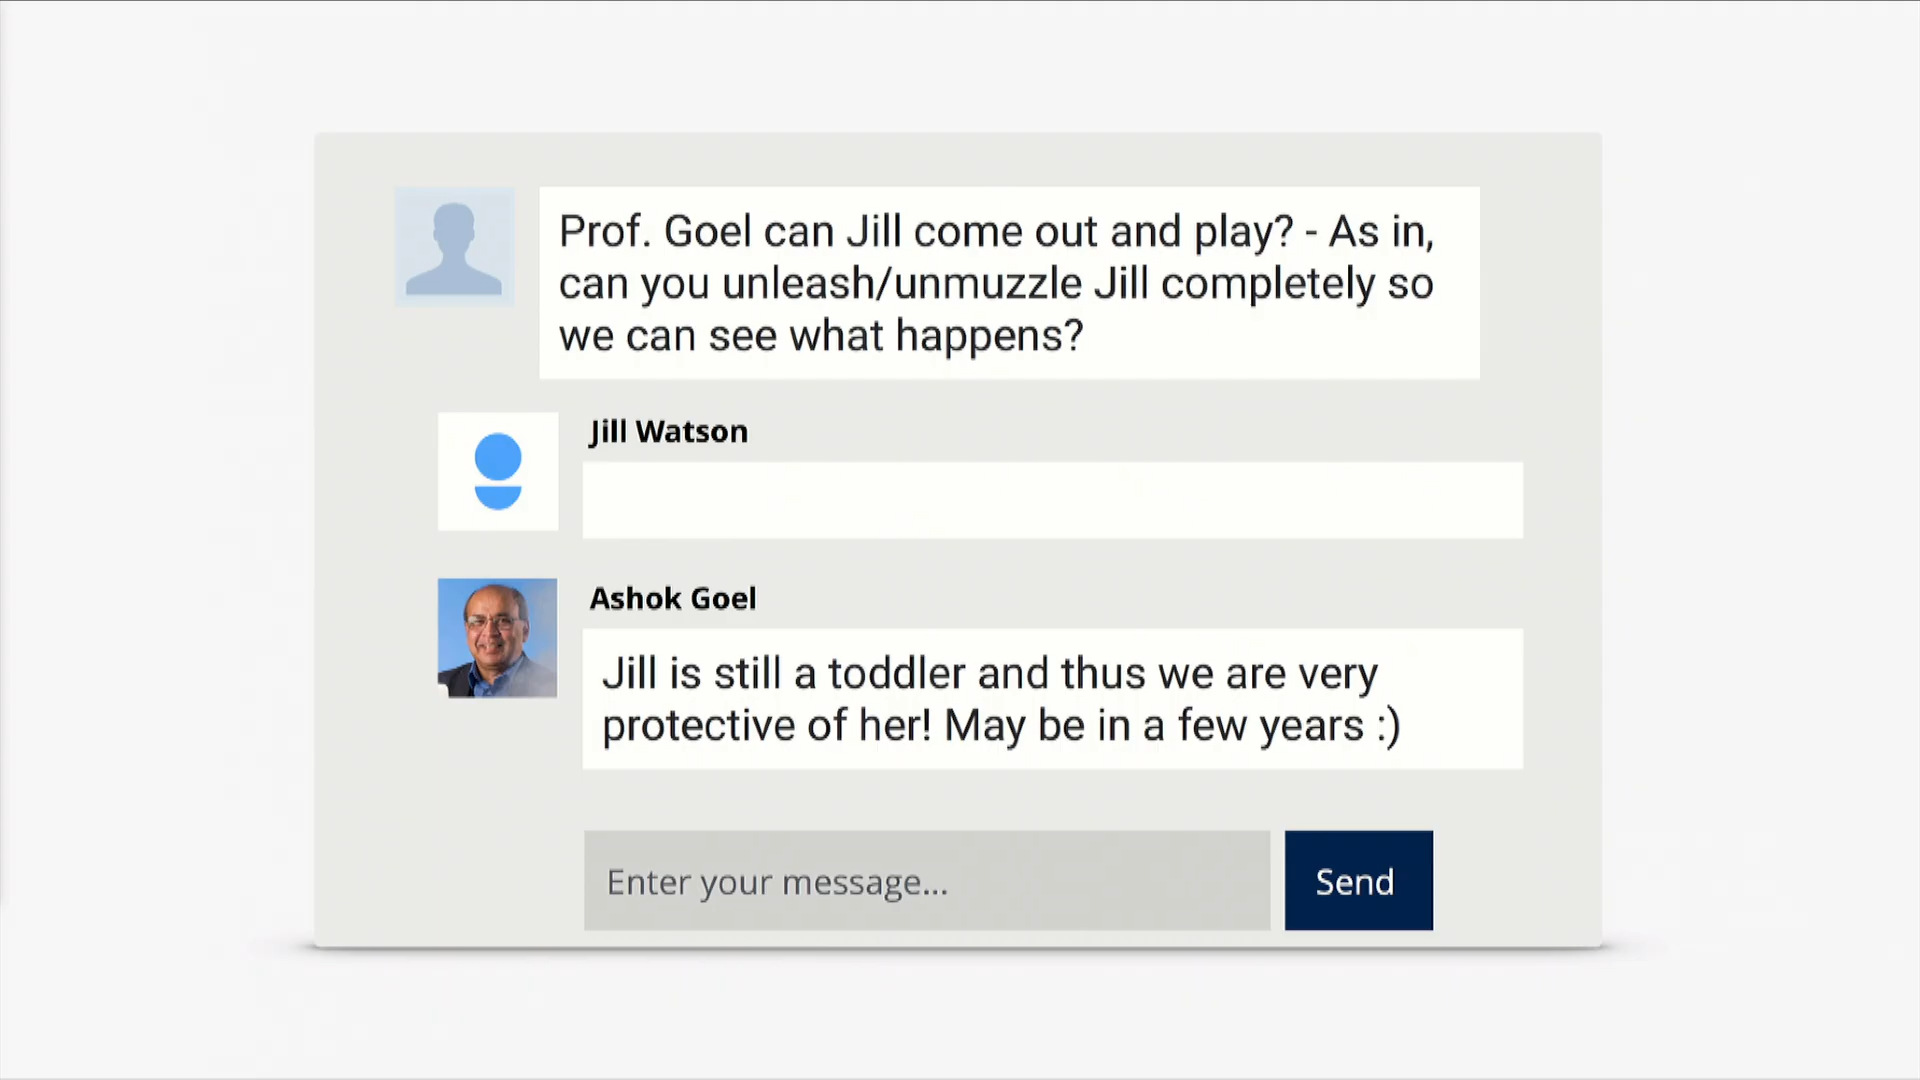 Prof. Goel can Jill come out and play? - As in,
can you unleash/unmuzzle Jill completely so
we can see what happens?
Jill Watson
Ashok Goel
Jill is still a toddler and thus we are very
protective of her! May be in a few years :)
Enter your message...
Send